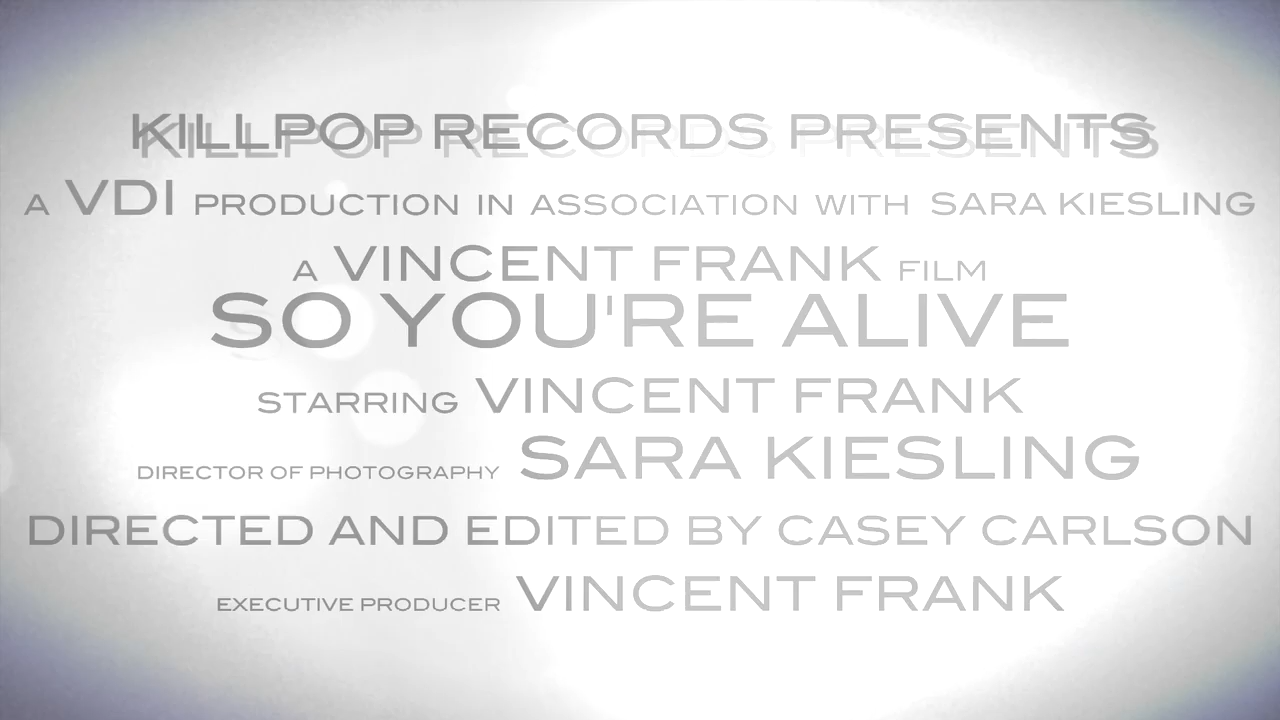 KILLPOP RECORDS PRESENTS
A VDI PRODUCTION IN ASSOCIATION WITH SARA KIESLING
A VINCENT FRANK FILM
SO YOU'RE ALIVE
STARRING VINCENT FRANK
DIRECTOR OF PHOTOGRAPHY SARA KIESLING
DIRECTED AND EDITED BY CASEY CARLSON
EXECUTIVE PRODUCER VINCENT FRANK